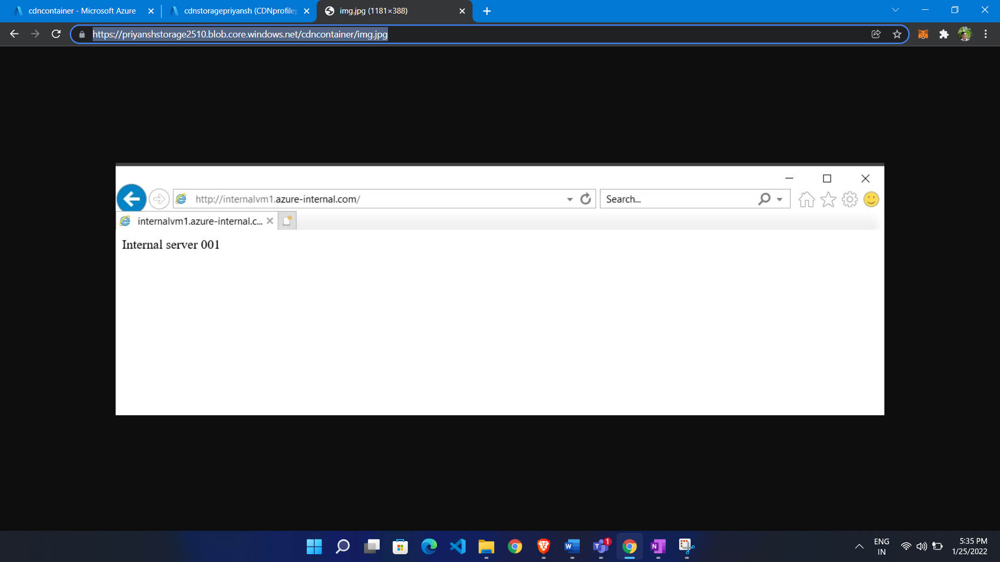 cdncontainer - Microsoft Azure
cdnstoragepriyansh (CDNprofilep
img.jpg (1181×388)
https://priyanshstorage2510.blob.core.windows.net/cdncontainer/img.jpg
http://internalvm1.azure-internal.com/
Search...
internalvm1.azure-internal.c...
Internal server 001
1
ENG
IN
5:35 PM
1/25/2022